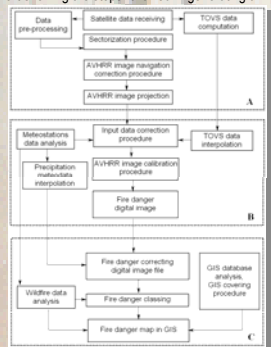 Data
pre-processing
Satellite data receiving
TOVS data
computation
Sectorization procedure
AVHRR image navigation
correction procedure
AVHRR image projection
A
Meteostations
data analysis
Input data correction
procedure
TOVS data
interpolation
Precipitation
meteodata
interpolation
AVHRR image calibration
procedure
Fire danger
digital image
B
Fire danger correcting
digital image file
GIS database
analysis,
GIS covering
procedure
Wildfire data
analysis
Fire danger classing
Fire danger map in GIS
C